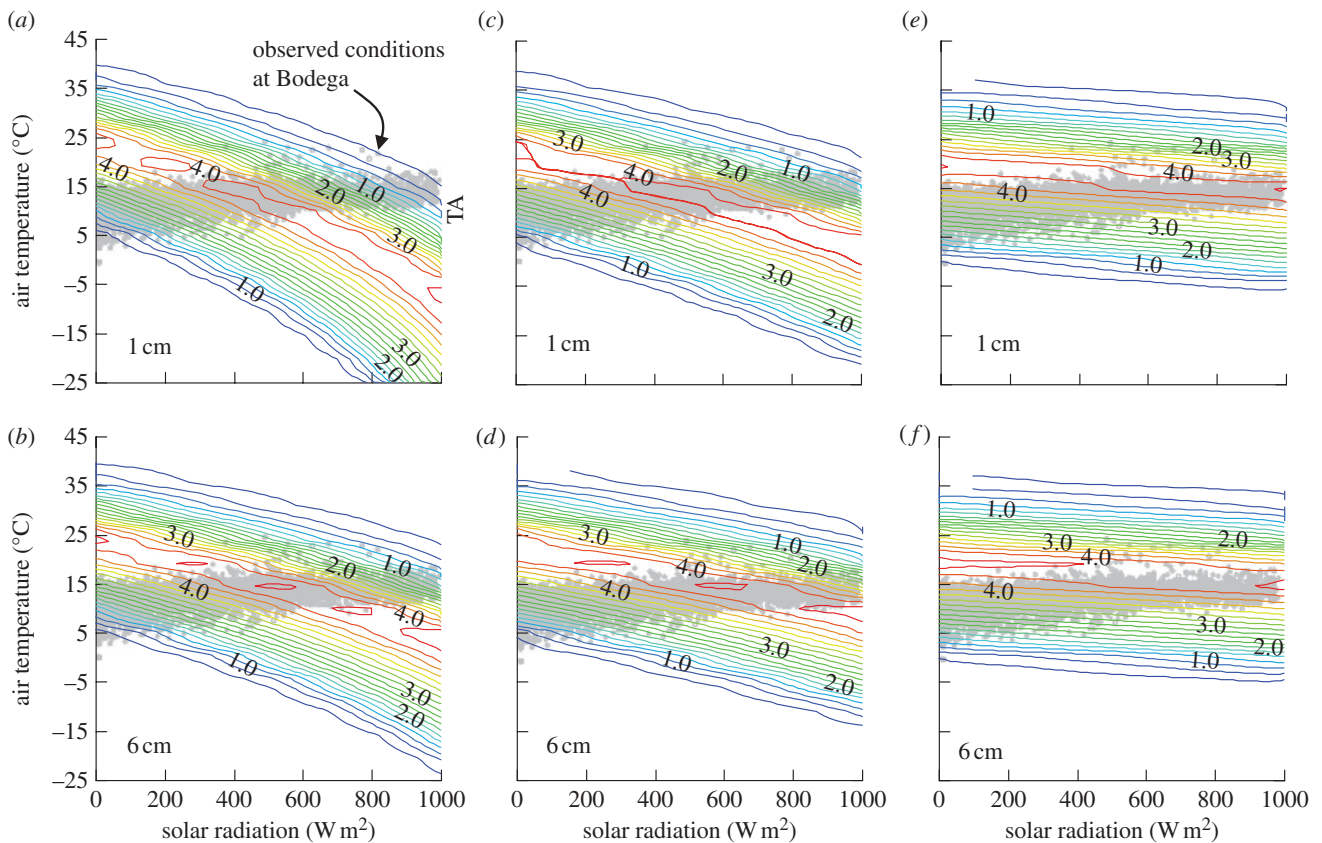 (a)
(c)
(e)
observed conditions
at Bodega
air temperature (°C)
45
35
25
15
5
−5
−15
−25
4.0
4.0
2.0
1.0
3.0
1.0
3.0
2.0
1 cm
TA
3.0
4.0
4.0
2.0
1.0
1.0
3.0
2.0
1 cm
1.0
2.0
3.0
4.0
4.0
3.0
2.0
1.0
1 cm
(b)
(d)
(f)
air temperature (°C)
45
35
25
15
5
−5
−15
−25
3.0
2.0
1.0
4.0
4.0
1.0
3.0
2.0
6 cm
3.0
4.0
1.0
2.0
4.0
1.0
3.0
2.0
6 cm
1.0
2.0
3.0
4.0
4.0
3.0
2.0
1.0
6 cm
0 200 400 600 800 1000
0 200 400 600 800 1000
0 200 400 600 800 1000
solar radiation (W m²)
solar radiation (W m²)
solar radiation (W m²)